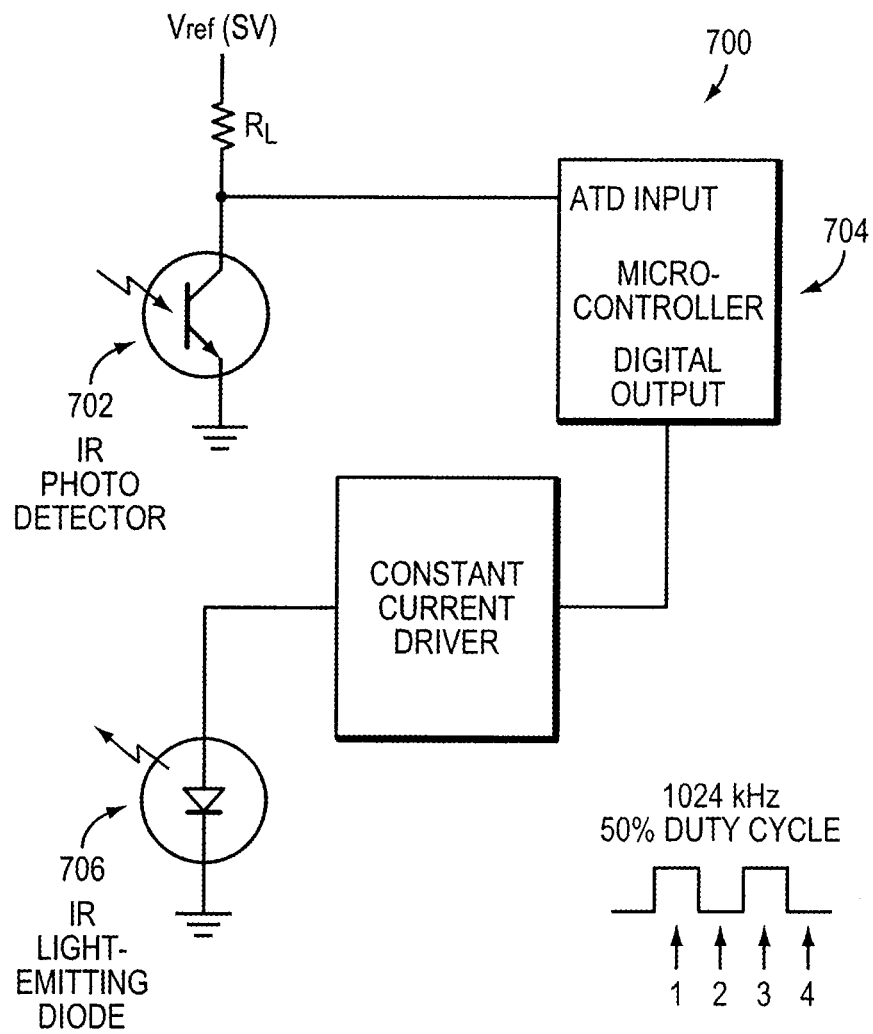 Vref (SV)
RL
700
ATD INPUT
MICRO-
CONTROLLER
DIGITAL
OUTPUT
704
702
IR
PHOTO
DETECTOR
CONSTANT
CURRENT
DRIVER
706
IR
LIGHT-
EMITTING
DIODE
1024 kHz
50% DUTY CYCLE
1 2 3 4